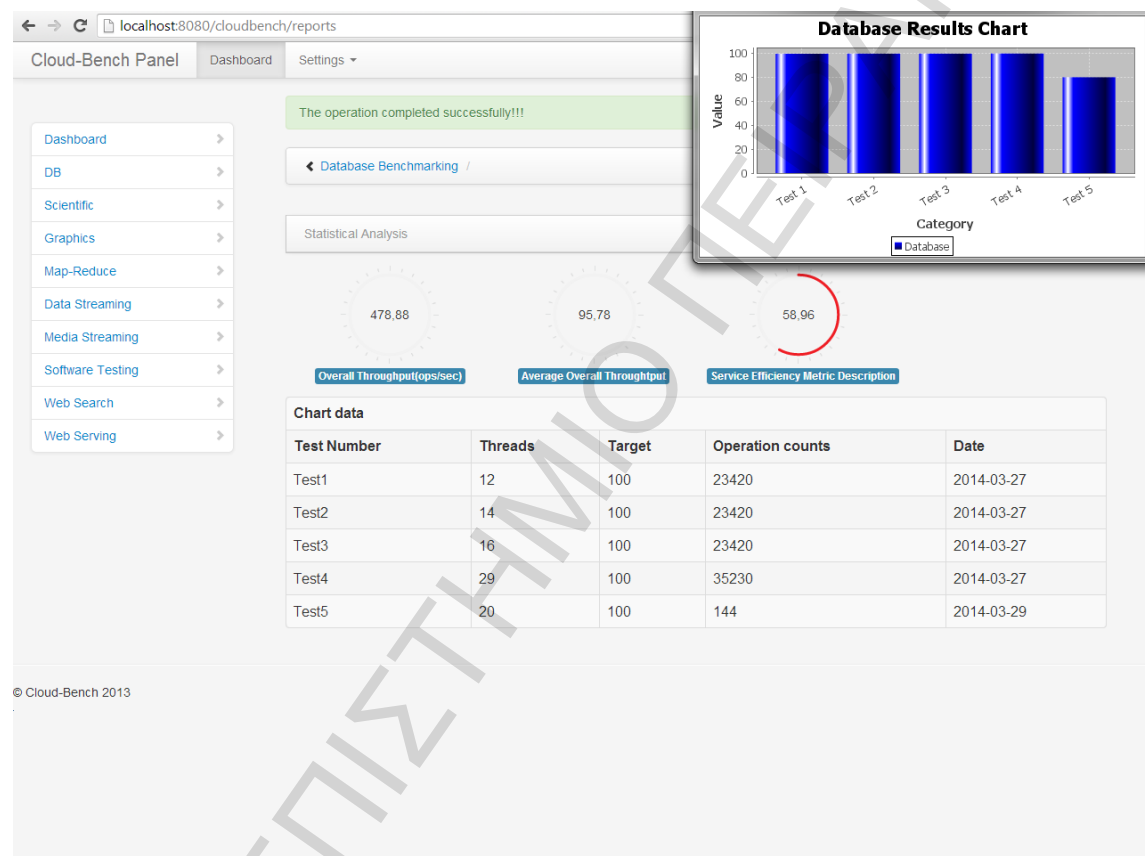 localhost:8080/cloudbench/reports
Cloud-Bench Panel Dashboard Settings
Database Results Chart
Value
100
80
60
40
20
0
Test 1 Test 2 Test 3 Test 4 Test 5
Category
Database
The operation completed successfully!!!
Dashboard
DB
Scientific
Graphics
Map-Reduce
Data Streaming
Media Streaming
Software Testing
Web Search
Web Serving
Database Benchmarking /
Statistical Analysis
478,88 95,78 58,96
Overall Throughput(ops/sec) Average Overall Throughtput Service Efficiency Metric Description
Chart data
Test Number Threads Target Operation counts Date
Test1 12 100 23420 2014-03-27
Test2 14 100 23420 2014-03-27
Test3 16 100 23420 2014-03-27
Test4 29 100 35230 2014-03-27
Test5 20 100 144 2014-03-29
© Cloud-Bench 2013